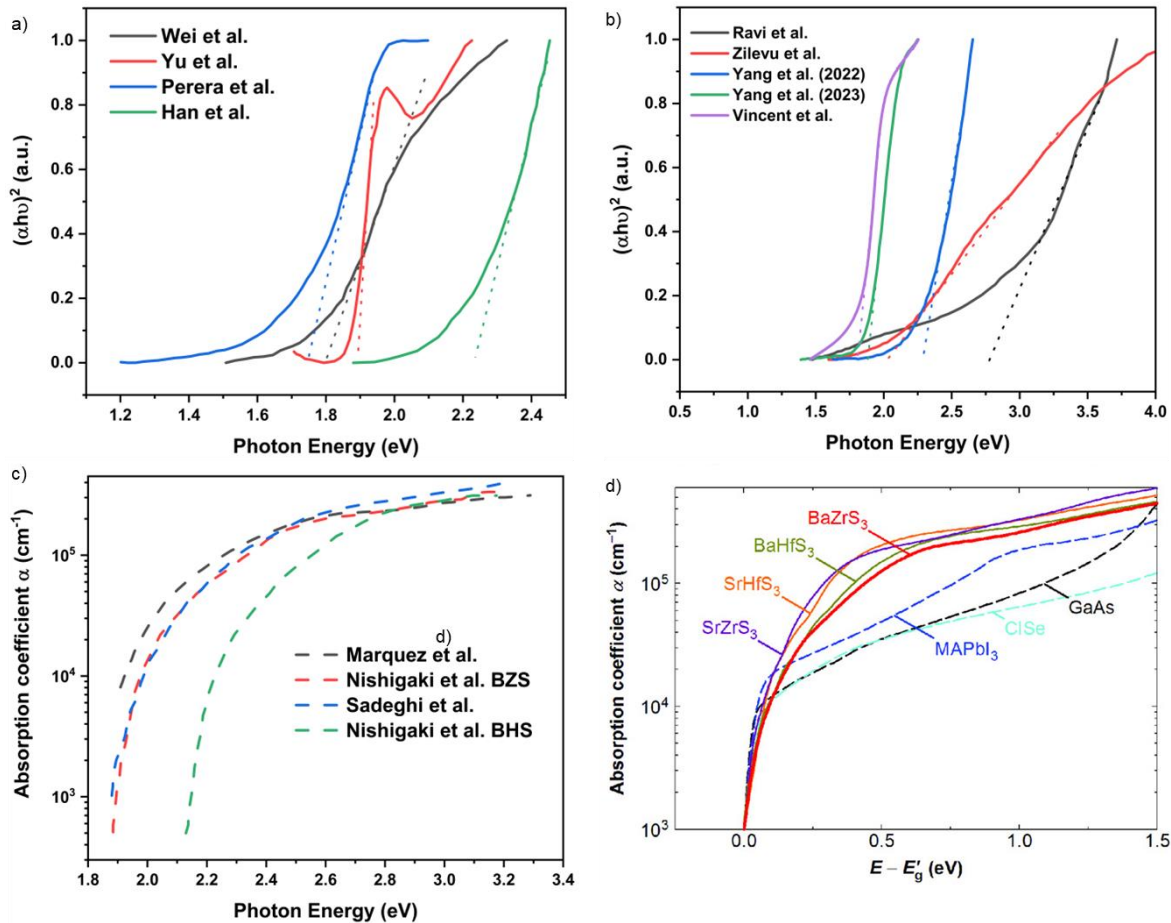 a)
1.0
0.8
0.6
0.4
0.2
0.0
(αhυ)² (a.u.)
Wei et al.
Yu et al.
Perera et al.
Han et al.
1.2 1.4 1.6 1.8 2.0 2.2 2.4
Photon Energy (eV)
b)
1.0
0.8
0.6
0.4
0.2
0.0
(αhυ)² (a.u.)
Ravi et al.
Zilevu et al.
Yang et al. (2022)
Yang et al. (2023)
Vincent et al.
0.5 1.0 1.5 2.0 2.5 3.0 3.5 4.0
Photon Energy (eV)
c)
10⁵
10⁴
10³
Absorption coefficient α (cm⁻¹)
d)
Marquez et al.
Nishigaki et al. BZS
Sadeghi et al.
Nishigaki et al. BHS
1.8 2.0 2.2 2.4 2.6 2.8 3.0 3.2 3.4
Photon Energy (eV)
d)
10⁵
10⁴
10³
Absorption coefficient α (cm⁻¹)
BaZrS₃
BaHfS₃
SrHfS₃
SrZrS₃
GaAs
MAPbI₃
CISe
0.0 0.5 1.0 1.5
E − E′g (eV)